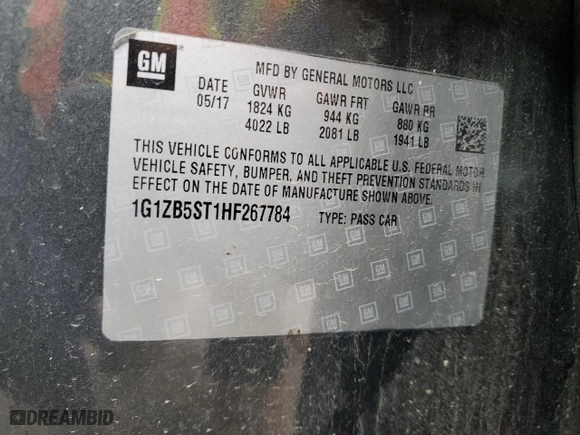 GM
MFD BY GENERAL MOTORS LLC
DATE GVWR GAWR FRT GAWR RR
05/17 1824 KG 944 KG 880 KG
4022 LB 2081 LB 1941 LB
THIS VEHICLE CONFORMS TO ALL APPLICABLE U.S. FEDERAL MOTOR
VEHICLE SAFETY, BUMPER, AND THEFT PREVENTION STANDARDS IN
EFFECT ON THE DATE OF MANUFACTURE SHOWN ABOVE.
1G1ZB5ST1HF267784 TYPE: PASS CAR
DREAMBID